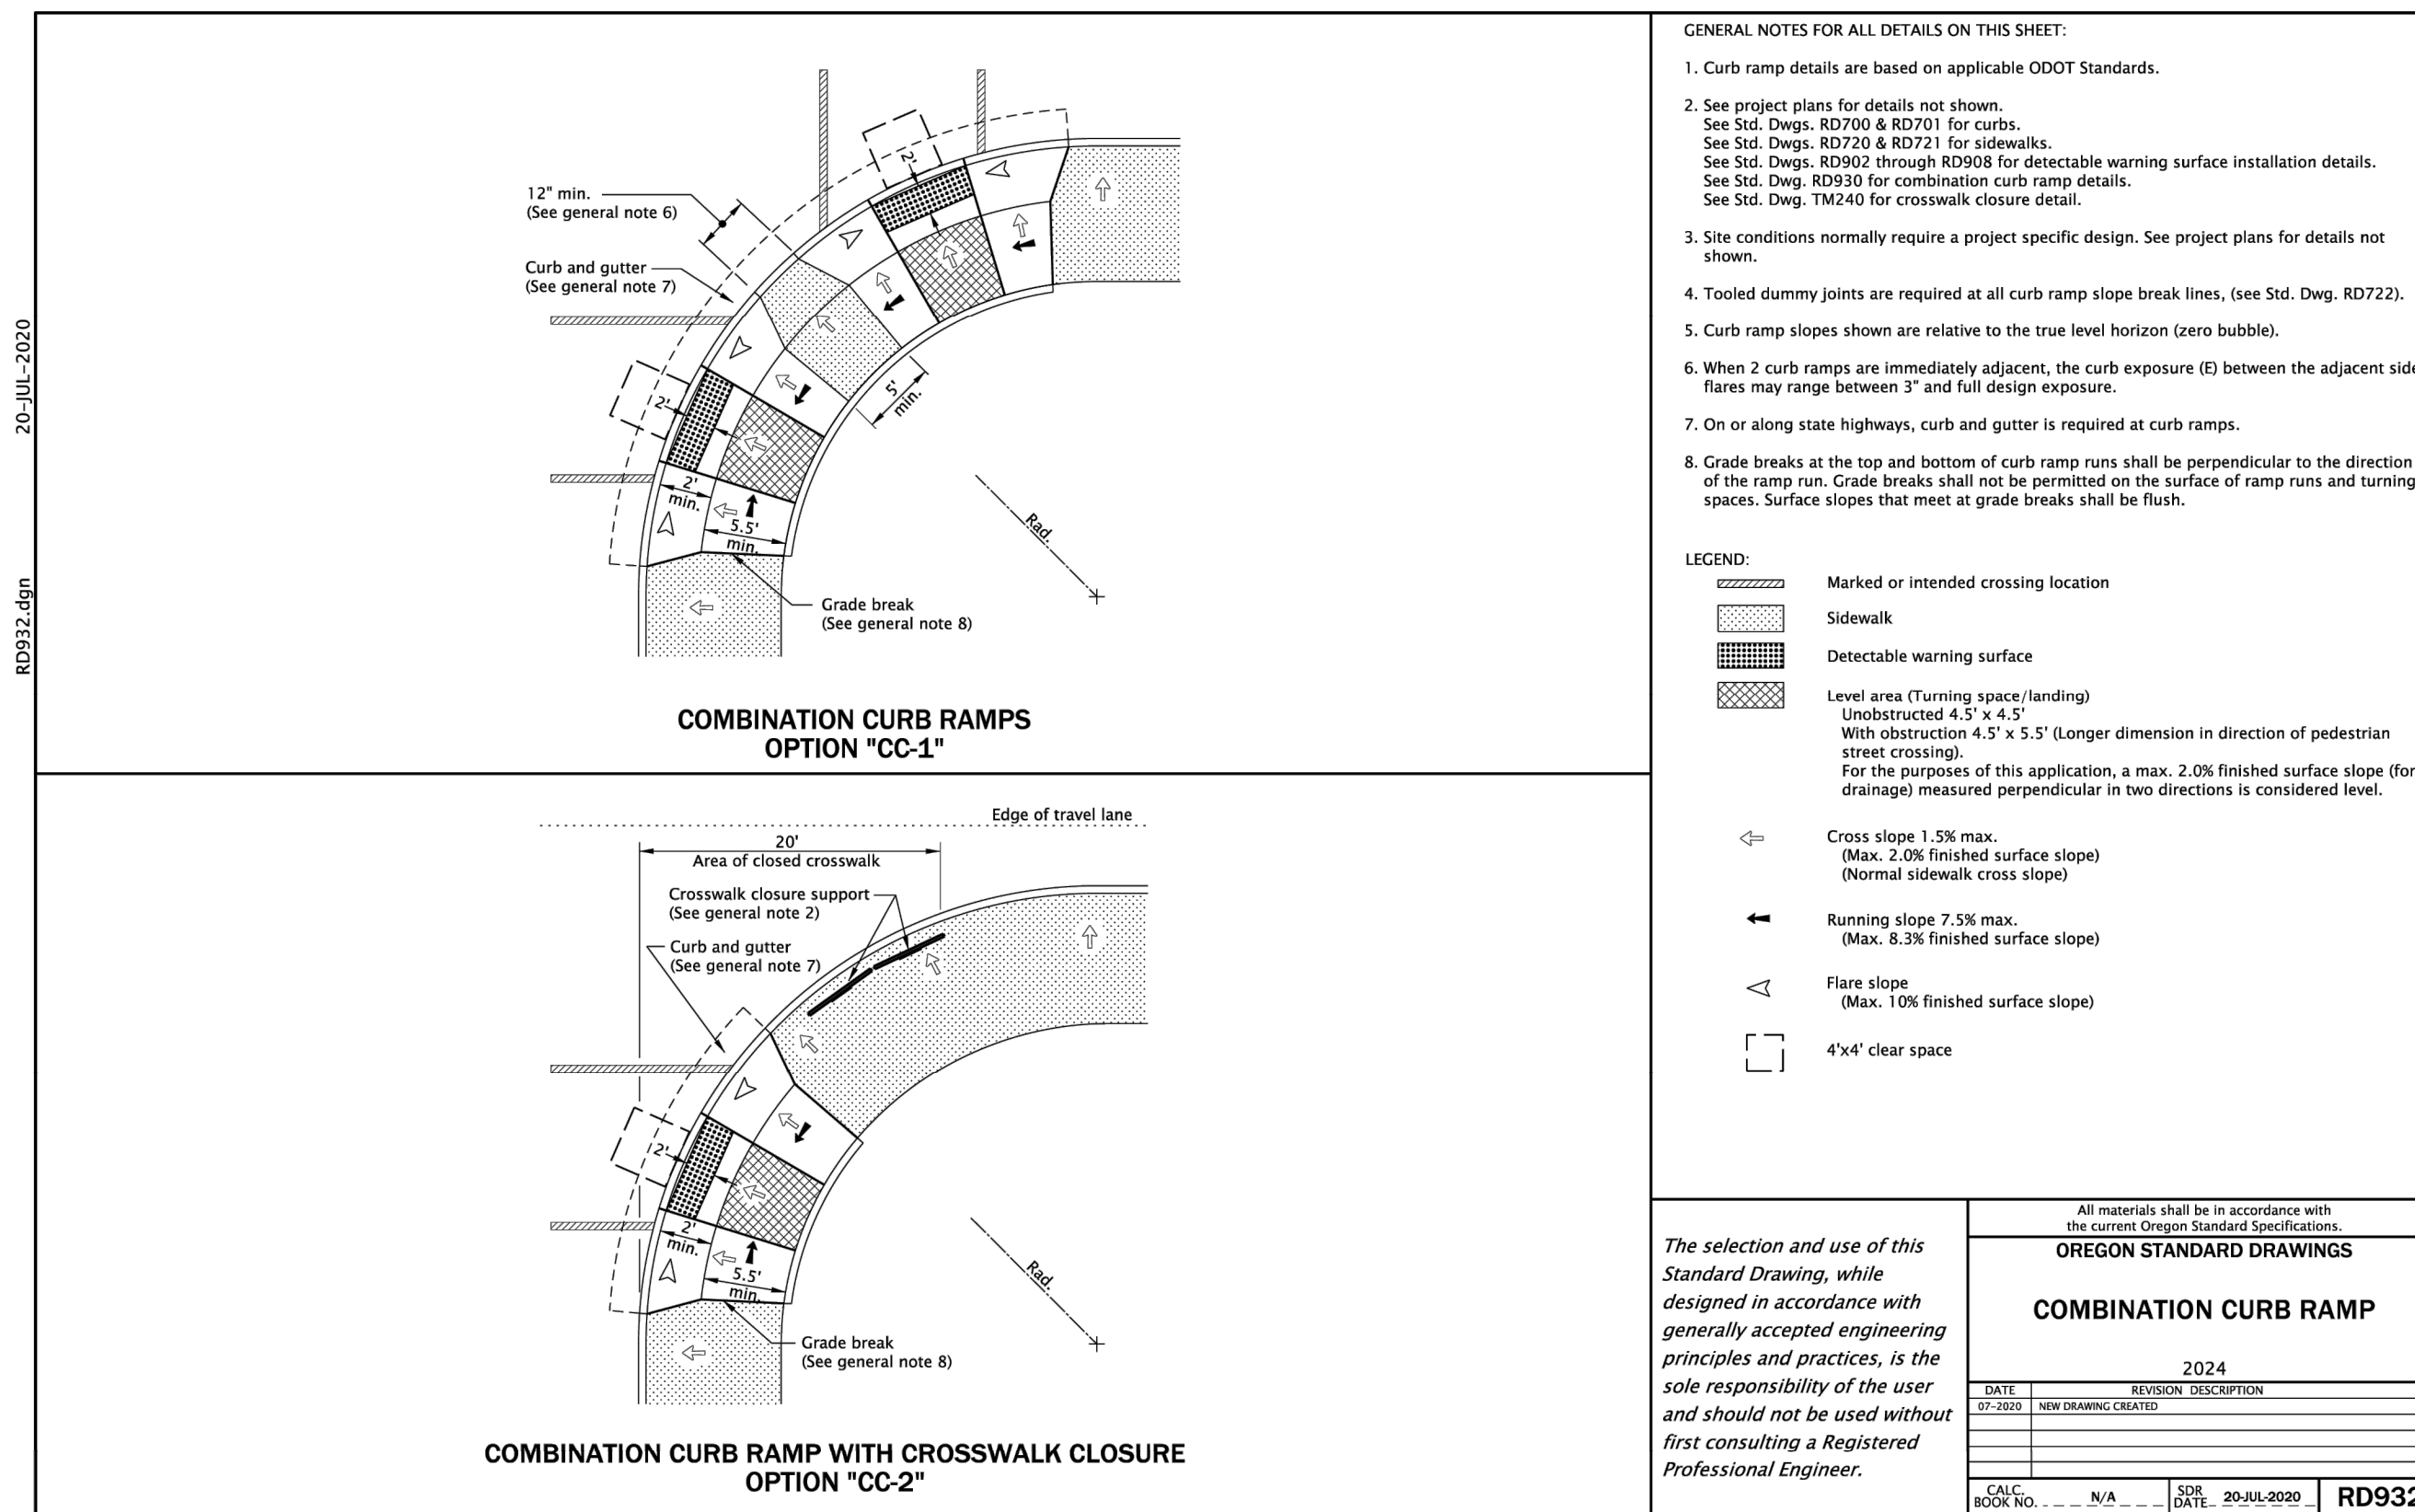 20-JUL-2020
RD932.dgn
12" min.
(See general note 6)
Curb and gutter
(See general note 7)
2'
2'
2'
min.
5.5'
min.
5'
min.
Rad.
Grade break
(See general note 8)
COMBINATION CURB RAMPS
OPTION "CC-1"
Edge of travel lane
20'
Area of closed crosswalk
Crosswalk closure support
(See general note 2)
Curb and gutter
(See general note 7)
2'
2'
min.
5.5'
min.
Rad.
Grade break
(See general note 8)
COMBINATION CURB RAMP WITH CROSSWALK CLOSURE
OPTION "CC-2"
GENERAL NOTES FOR ALL DETAILS ON THIS SHEET:
1. Curb ramp details are based on applicable ODOT Standards.
2. See project plans for details not shown.
See Std. Dwgs. RD700 & RD701 for curbs.
See Std. Dwgs. RD720 & RD721 for sidewalks.
See Std. Dwgs. RD902 through RD908 for detectable warning surface installation details.
See Std. Dwg. RD930 for combination curb ramp details.
See Std. Dwg. TM240 for crosswalk closure detail.
3. Site conditions normally require a project specific design. See project plans for details not
shown.
4. Tooled dummy joints are required at all curb ramp slope break lines, (see Std. Dwg. RD722).
5. Curb ramp slopes shown are relative to the true level horizon (zero bubble).
6. When 2 curb ramps are immediately adjacent, the curb exposure (E) between the adjacent side
flares may range between 3" and full design exposure.
7. On or along state highways, curb and gutter is required at curb ramps.
8. Grade breaks at the top and bottom of curb ramp runs shall be perpendicular to the direction
of the ramp run. Grade breaks shall not be permitted on the surface of ramp runs and turning
spaces. Surface slopes that meet at grade breaks shall be flush.
LEGEND:
Marked or intended crossing location
Sidewalk
Detectable warning surface
Level area (Turning space/landing)
Unobstructed 4.5' x 4.5'
With obstruction 4.5' x 5.5' (Longer dimension in direction of pedestrian
street crossing).
For the purposes of this application, a max. 2.0% finished surface slope (for
drainage) measured perpendicular in two directions is considered level.
Cross slope 1.5% max.
(Max. 2.0% finished surface slope)
(Normal sidewalk cross slope)
Running slope 7.5% max.
(Max. 8.3% finished surface slope)
Flare slope
(Max. 10% finished surface slope)
4'x4' clear space
The selection and use of this
Standard Drawing, while
designed in accordance with
generally accepted engineering
principles and practices, is the
sole responsibility of the user
and should not be used without
first consulting a Registered
Professional Engineer.
All materials shall be in accordance with
the current Oregon Standard Specifications.
OREGON STANDARD DRAWINGS
COMBINATION CURB RAMP
2024
DATE REVISION DESCRIPTION
07-2020 NEW DRAWING CREATED
CALC.
BOOK NO. N/A
SDR
DATE 20-JUL-2020
RD932